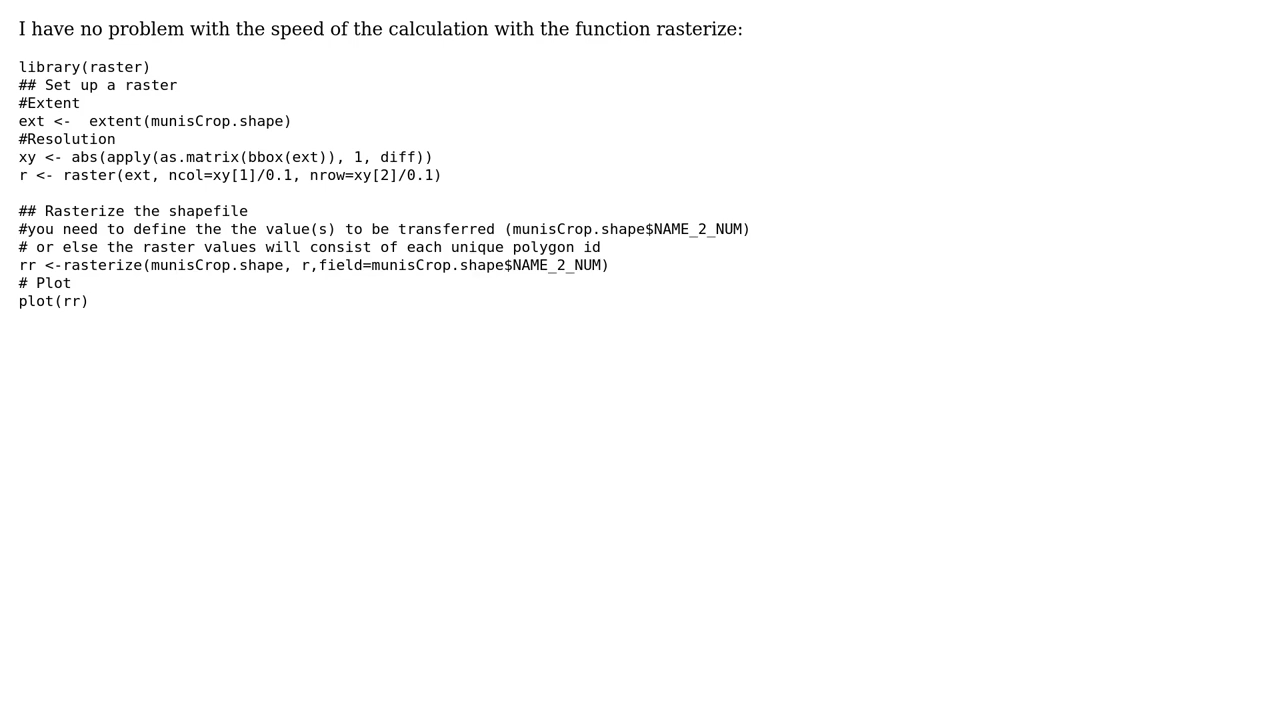 I have no problem with the speed of the calculation with the function rasterize:
library(raster)
## Set up a raster
#Extent
ext <-  extent(munisCrop.shape)
#Resolution
xy <- abs(apply(as.matrix(bbox(ext)), 1, diff))
r <- raster(ext, ncol=xy[1]/0.1, nrow=xy[2]/0.1)
## Rasterize the shapefile
#you need to define the the value(s) to be transferred (munisCrop.shape$NAME_2_NUM)
# or else the raster values will consist of each unique polygon id
rr <-rasterize(munisCrop.shape, r,field=munisCrop.shape$NAME_2_NUM)
# Plot
plot(rr)